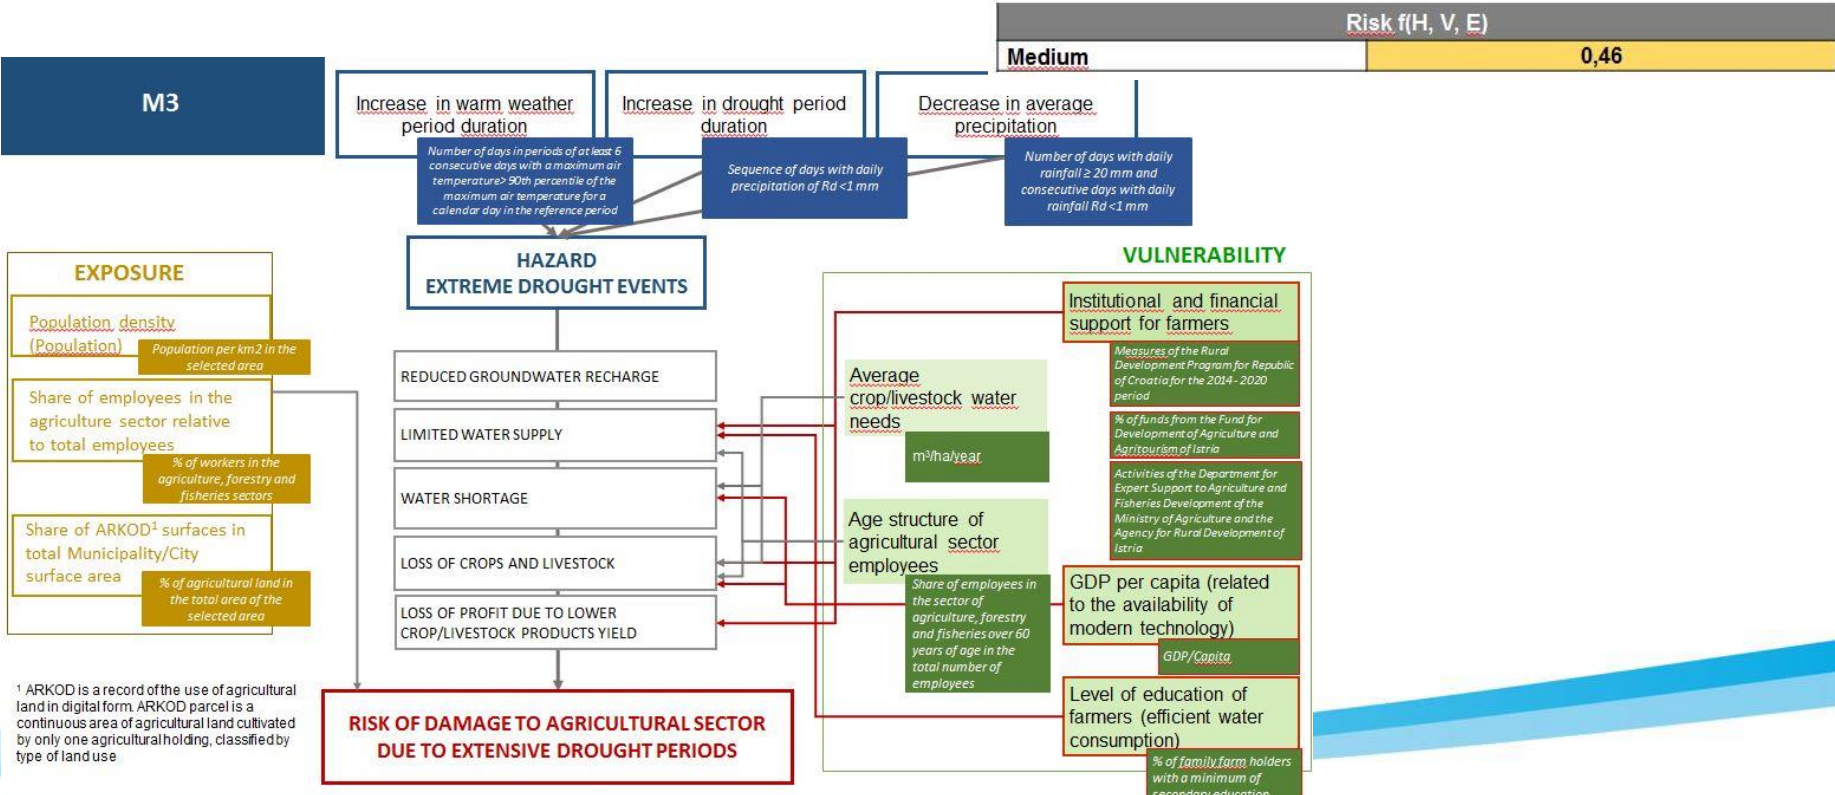 Risk f(H, V, E)
Medium 0,46
M3
Increase in warm weather
period duration
Number of days in periods of at least 6
consecutive days with a maximum air
temperature> 90th percentile of the
maximum air temperature for a
calendar day in the reference period
Increase in drought period
duration
Sequence of days with daily
precipitation of Rd <1 mm
Decrease in average
precipitation
Number of days with daily
rainfall ≥ 20 mm and
consecutive days with daily
rainfall Rd <1 mm
EXPOSURE
Population density
(Population)
Population per km2 in the
selected area
Share of employees in the
agriculture sector relative
to total employees
% of workers in the
agriculture, forestry and
fisheries sectors
Share of ARKOD¹ surfaces in
total Municipality/City
surface area
% of agricultural land in
the total area of the
selected area
¹ ARKOD is a record of the use of agricultural
land in digital form. ARKOD parcel is a
continuous area of agricultural land cultivated
by only one agricultural holding, classified by
type of land use
HAZARD
EXTREME DROUGHT EVENTS
REDUCED GROUNDWATER RECHARGE
LIMITED WATER SUPPLY
WATER SHORTAGE
LOSS OF CROPS AND LIVESTOCK
LOSS OF PROFIT DUE TO LOWER
CROP/LIVESTOCK PRODUCTS YIELD
RISK OF DAMAGE TO AGRICULTURAL SECTOR
DUE TO EXTENSIVE DROUGHT PERIODS
VULNERABILITY
Average
crop/livestock water
needs
m³/ha/year
Age structure of
agricultural sector
employees
Share of employees in
the sector of
agriculture, forestry
and fisheries over 60
years of age in the
total number of
employees
Institutional and financial
support for farmers
Measures of the Rural
Development Program for Republic
of Croatia for the 2014 - 2020
period
% of funds from the Fund for
Development of Agriculture and
Agritourism of Istria
Activities of the Department for
Expert Support to Agriculture and
Fisheries Development of the
Ministry of Agriculture and the
Agency for Rural Development of
Istria
GDP per capita (related
to the availability of
modern technology)
GDP/Capita
Level of education of
farmers (efficient water
consumption)
% of family farm holders
with a minimum of
secondary education